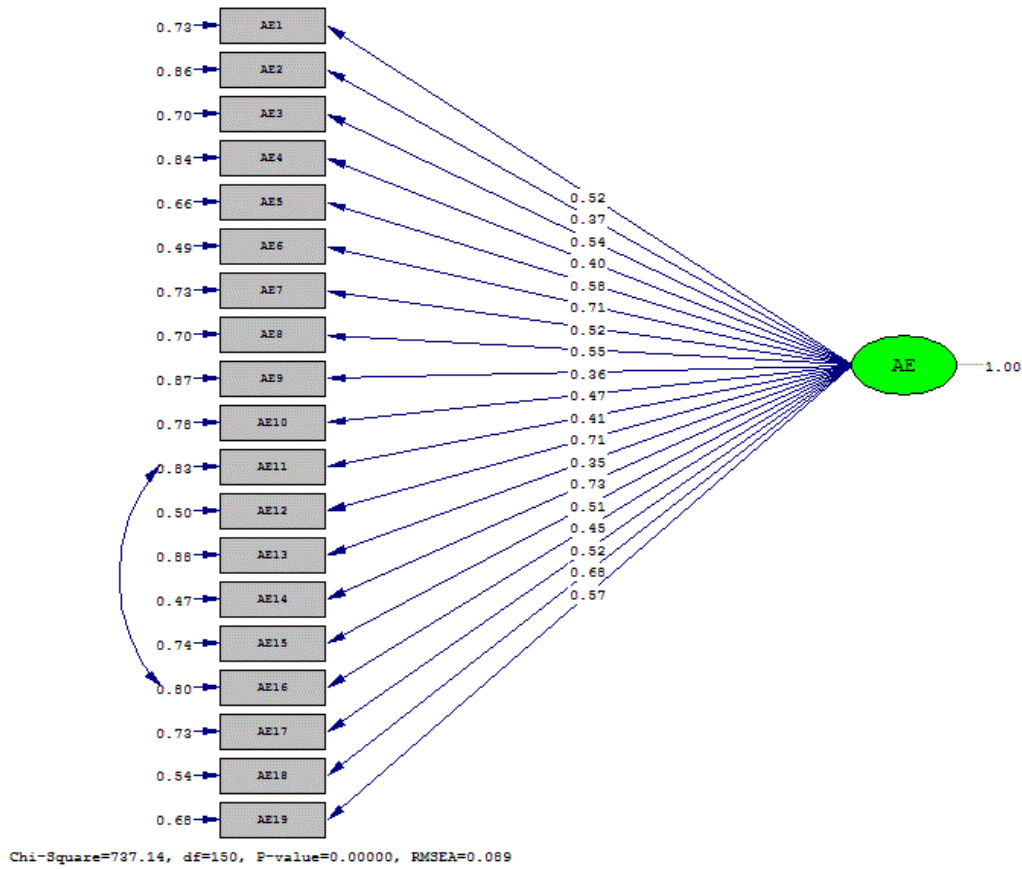 0.73 AE1
0.86 AE2
0.70 AE3
0.84 AE4
0.66 AE5
0.52
0.37
0.54
0.49 AE6
0.40
0.58
0.73 AE7
0.71
0.52
0.70 AE8
0.55
AE 1.00
0.87 AE9
0.36
0.47
0.78 AE10
0.41
0.71
0.83 AE11
0.35
0.73
0.50 AE12
0.51
0.45
0.88 AE13
0.52
0.68
0.47 AE14
0.57
0.74 AE15
0.80 AE16
0.73 AE17
0.54 AE18
0.68 AE19
Chi-Square=737.14, df=150, P-value=0.00000, RMSEA=0.089